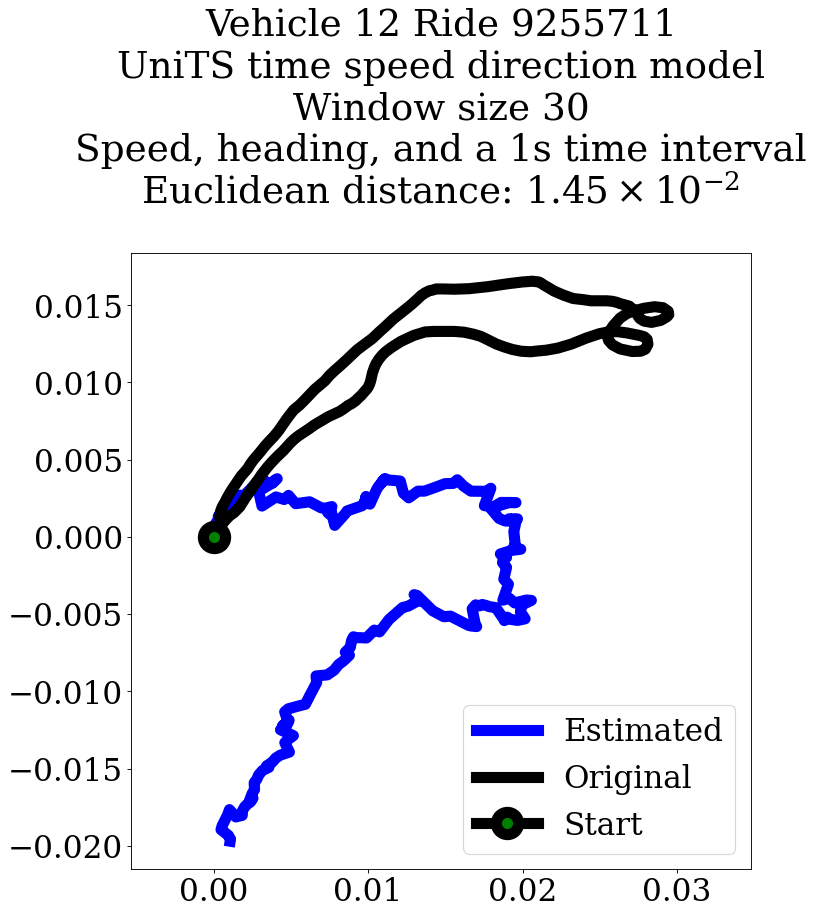 Vehicle 12 Ride 9255711
UniTS time speed direction model
Window size 30
Speed, heading, and a 1s time interval
Euclidean distance: 1.45 × 10⁻²
0.015
0.010
0.005
0.000
−0.005
−0.010
−0.015
−0.020
Estimated
Original
Start
0.00 0.01 0.02 0.03